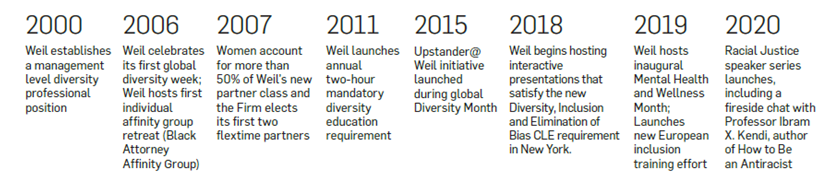 2000
Weil establishes
a management
level diversity
professional
position
2006
Weil celebrates
its first global
diversity week;
Weil hosts first
individual
affinity group
retreat (Black
Attorney
Affinity Group)
2007
Women account
for more than
50% of Weil's new
partner class and
the Firm elects
its first two
flextime partners
2011
Weil launches
annual
two-hour
mandatory
diversity
education
requirement
2015
Upstander@
Weil initiative
launched
during global
Diversity Month
2018
Weil begins hosting
interactive
presentations that
satisfy the new
Diversity, Inclusion
and Elimination of
Bias CLE requirement
in New York.
2019
Weil hosts
inaugural
Mental Health
and Wellness
Month;
Launches
new European
inclusion
training effort
2020
Racial Justice
speaker series
launches,
including a
fireside chat with
Professor Ibram
X. Kendi, author
of How to Be
an Antiracist